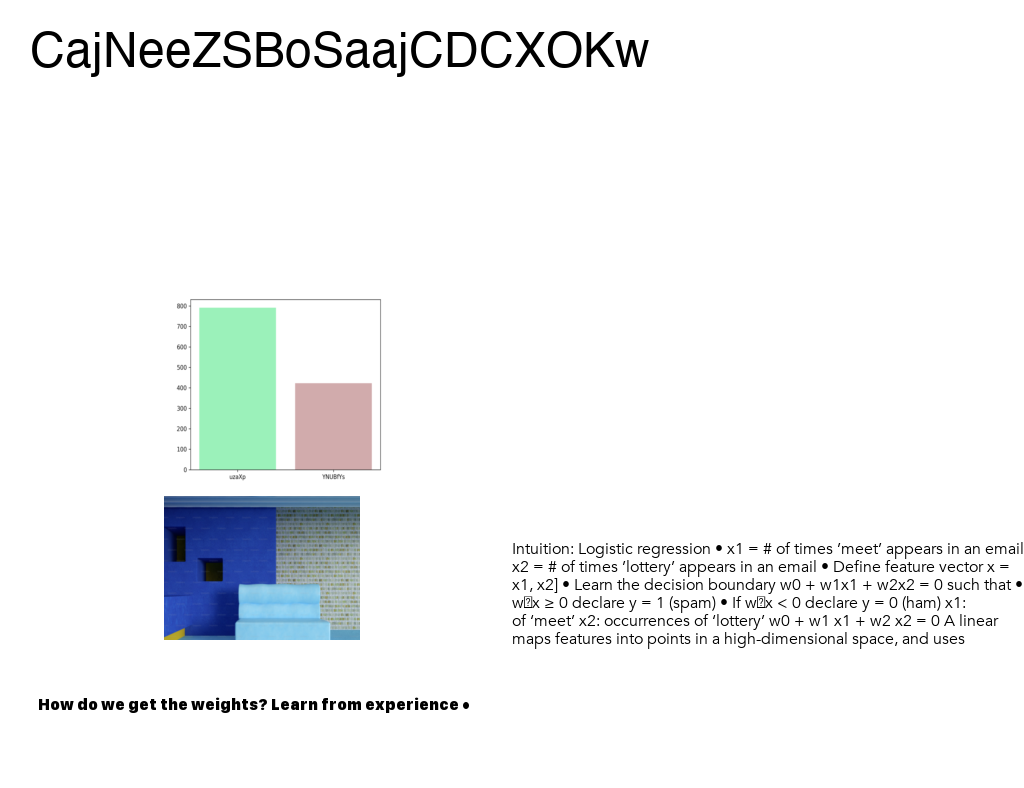 CajNeeZSBoSaajCDCXOKw
800
700
600
500
400
300
200
100
0
uzaXp YNUBfYs
Intuition: Logistic regression • x1 = # of times ‘meet’ appears in an email
x2 = # of times ‘lottery’ appears in an email • Define feature vector x =
x1, x2] • Learn the decision boundary w0 + w1x1 + w2x2 = 0 such that •
w⍰x ≥ 0 declare y = 1 (spam) • If w⍰x < 0 declare y = 0 (ham) x1:
of ‘meet’ x2: occurrences of ‘lottery’ w0 + w1 x1 + w2 x2 = 0 A linear
maps features into points in a high-dimensional space, and uses
How do we get the weights? Learn from experience •